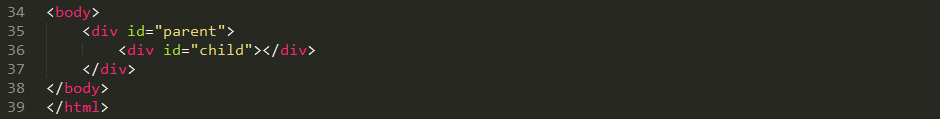 34 <body>
35     <div id="parent">
36         <div id="child"></div>
37     </div>
38 </body>
39 </html>